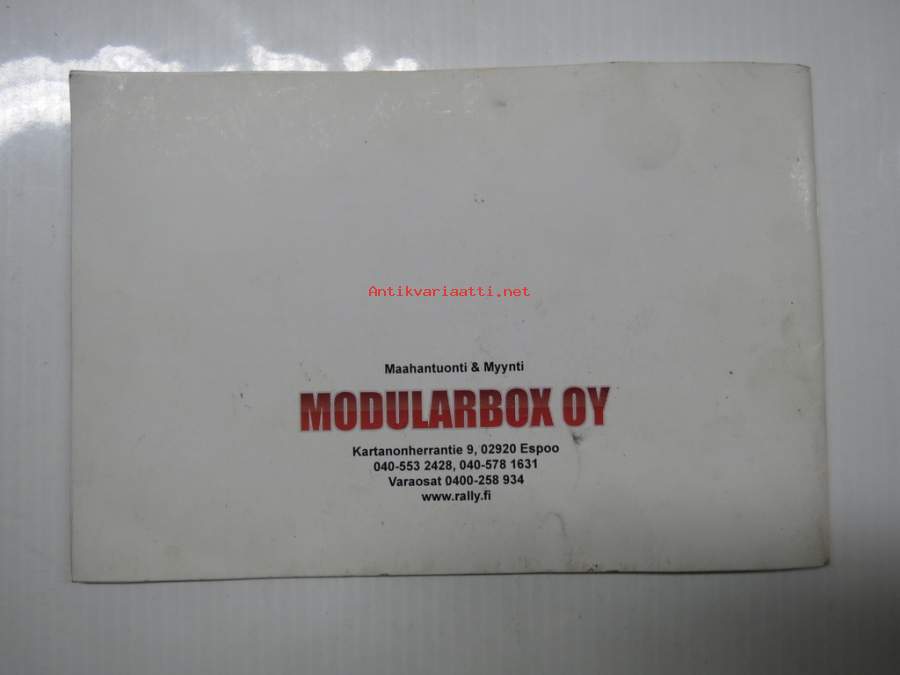 Antikvariaatti.net
Maahantuonti & Myynti
MODULARBOX OY
Kartanonherrantie 9, 02920 Espoo
040-553 2428, 040-578 1631
Varaosat 0400-258 934
www.rally.fi